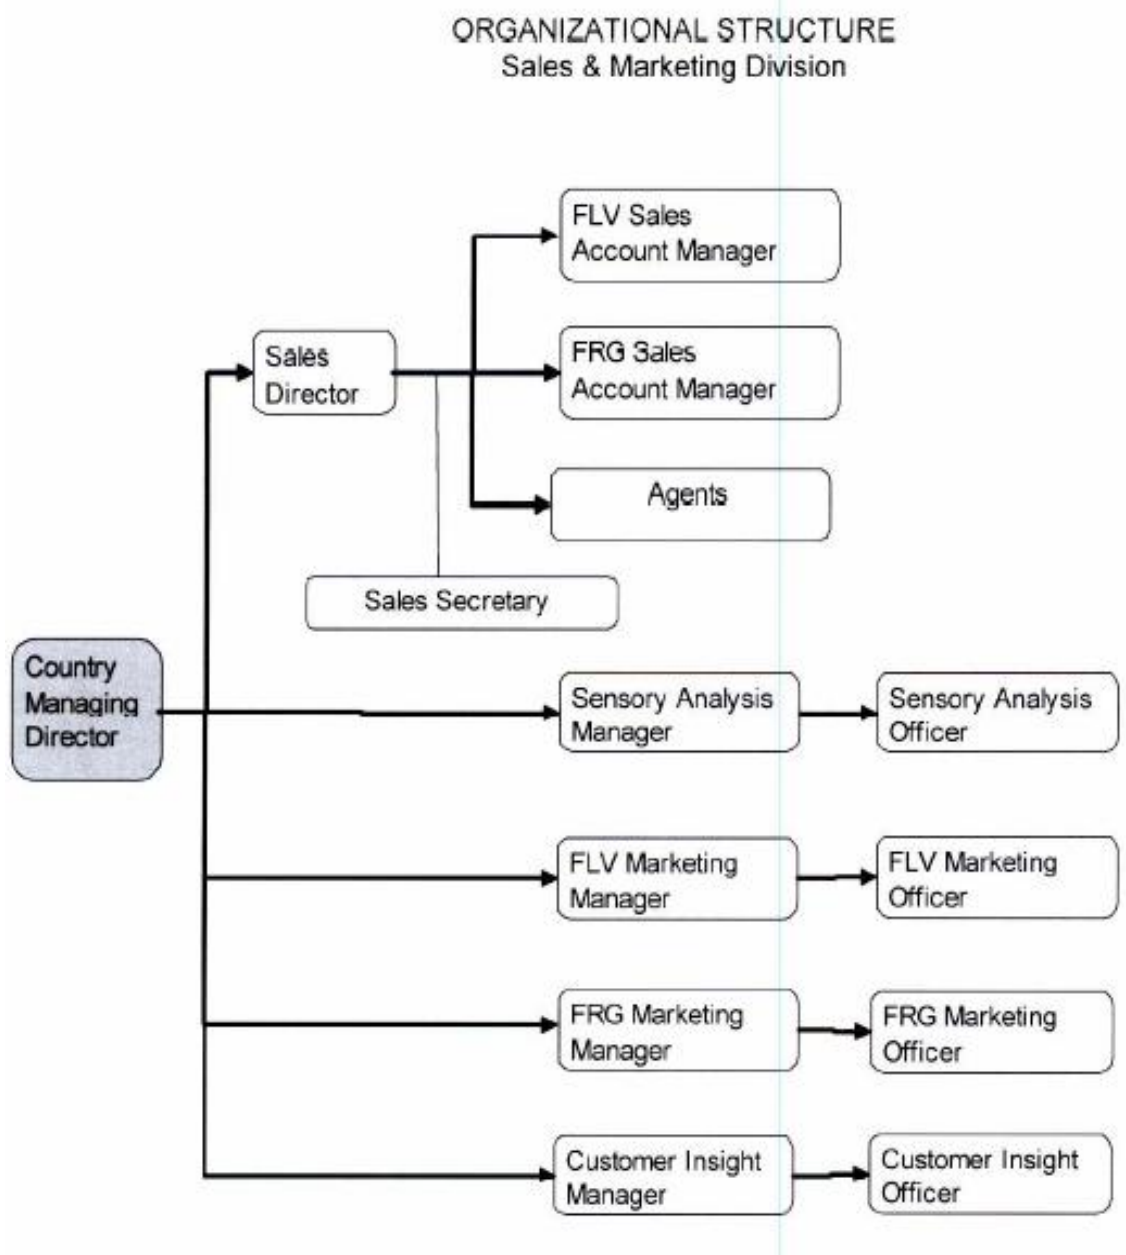 ORGANIZATIONAL STRUCTURE
Sales & Marketing Division
FLV Sales
Account Manager
Sales
Director
FRG Sales
Account Manager
Agents
Sales Secretary
Country
Managing
Director
Sensory Analysis
Manager
Sensory Analysis
Officer
FLV Marketing
Manager
FLV Marketing
Officer
FRG Marketing
Manager
FRG Marketing
Officer
Customer Insight
Manager
Customer Insight
Officer